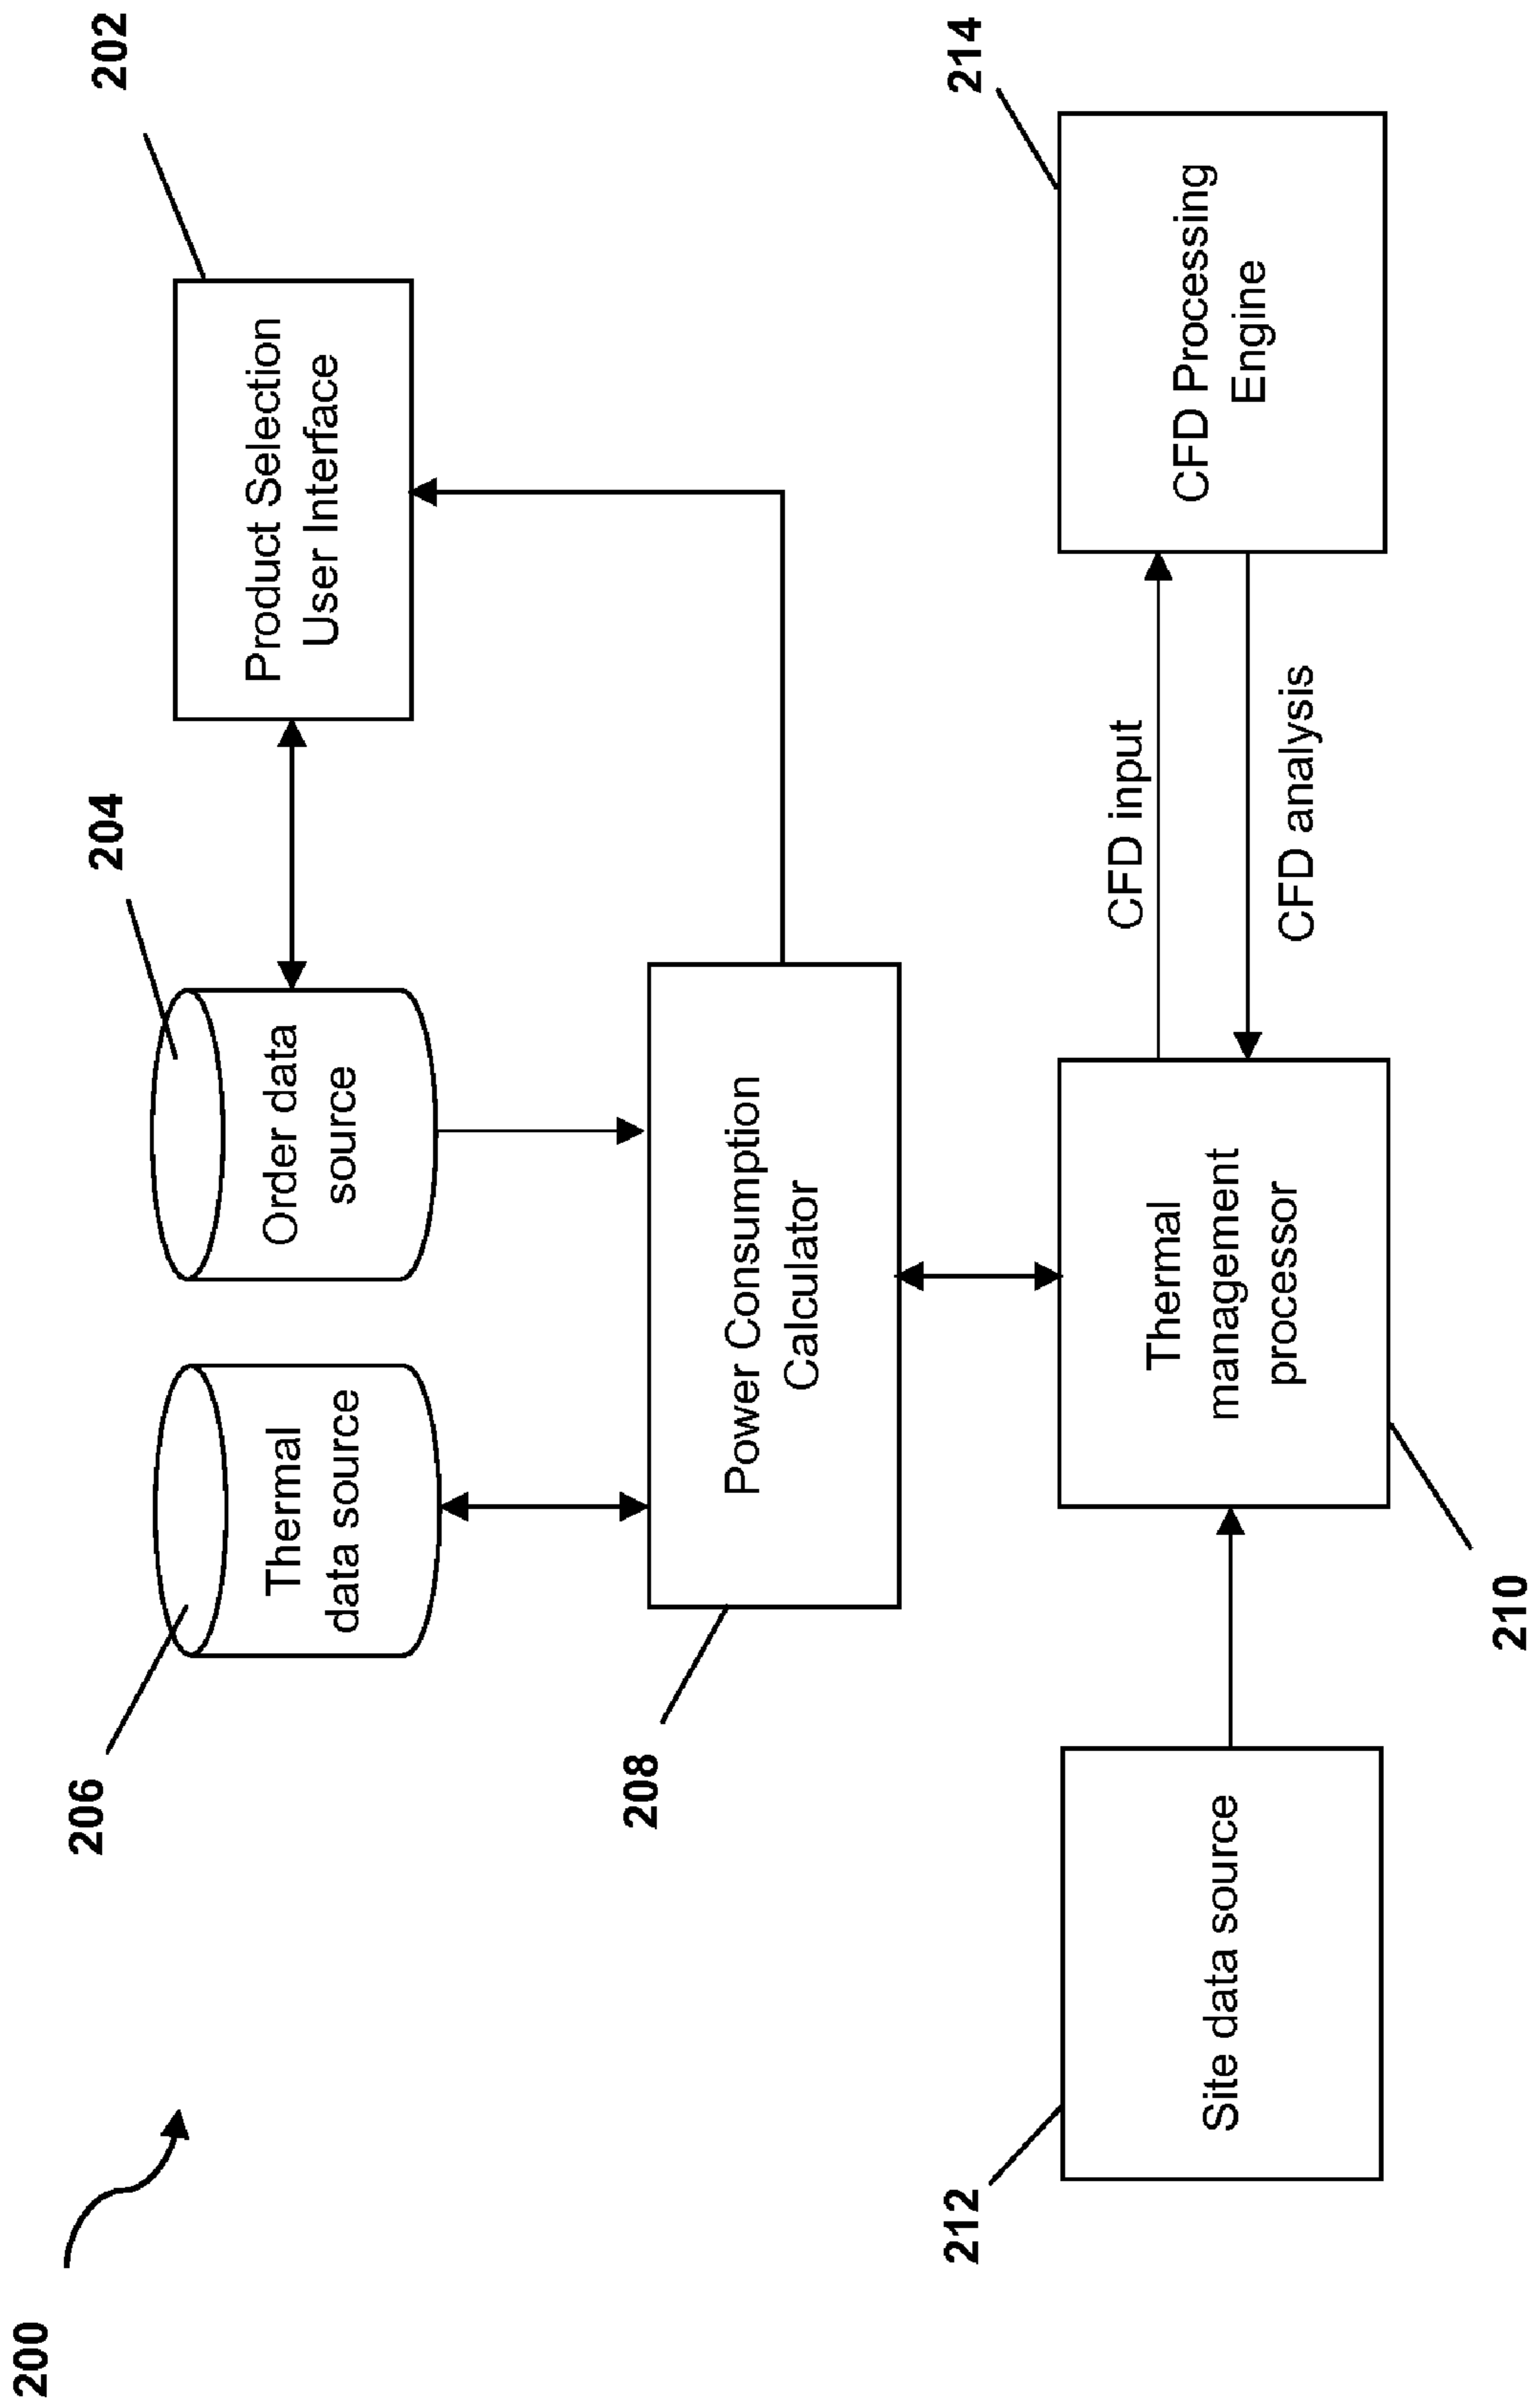 200
206
204
202
Thermal
data source
Order data
source
Product Selection
User Interface
208
Power Consumption
Calculator
212
Site data source
210
Thermal
management
processor
CFD input
CFD analysis
214
CFD Processing
Engine